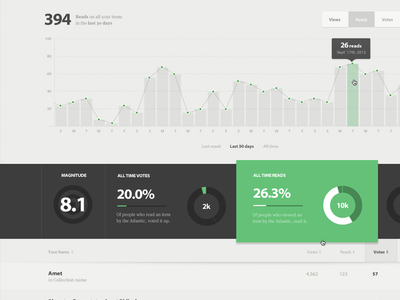 394 Reads on all your items
in the last 30 days
Views Reads Votes
26 reads
Sept 17th, 2012
100
80
60
40
20
Last week Last 30 days All time
MAGNITUDE
8.1
ALL TIME VOTES
20.0%
Of people who read an item
by the Atlantic, voted it up.
2k
ALL TIME READS
26.3%
Of people who viewed an
item by the Atlantic, read it.
10k
Your Items Views Reads Votes
Amet
in Collection name
4,562 123 57